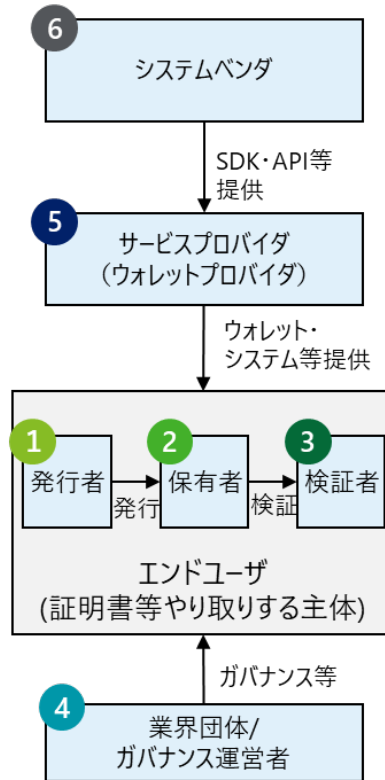 6
システムベンダ
SDK・API等
提供
5
サービスプロバイダ
（ウォレットプロバイダ）
ウォレット・
システム等提供
1
発行者
発行
2
保有者
検証
3
検証者
エンドユーザ
(証明書等やり取りする主体)
ガバナンス等
4
業界団体/
ガバナンス運営者